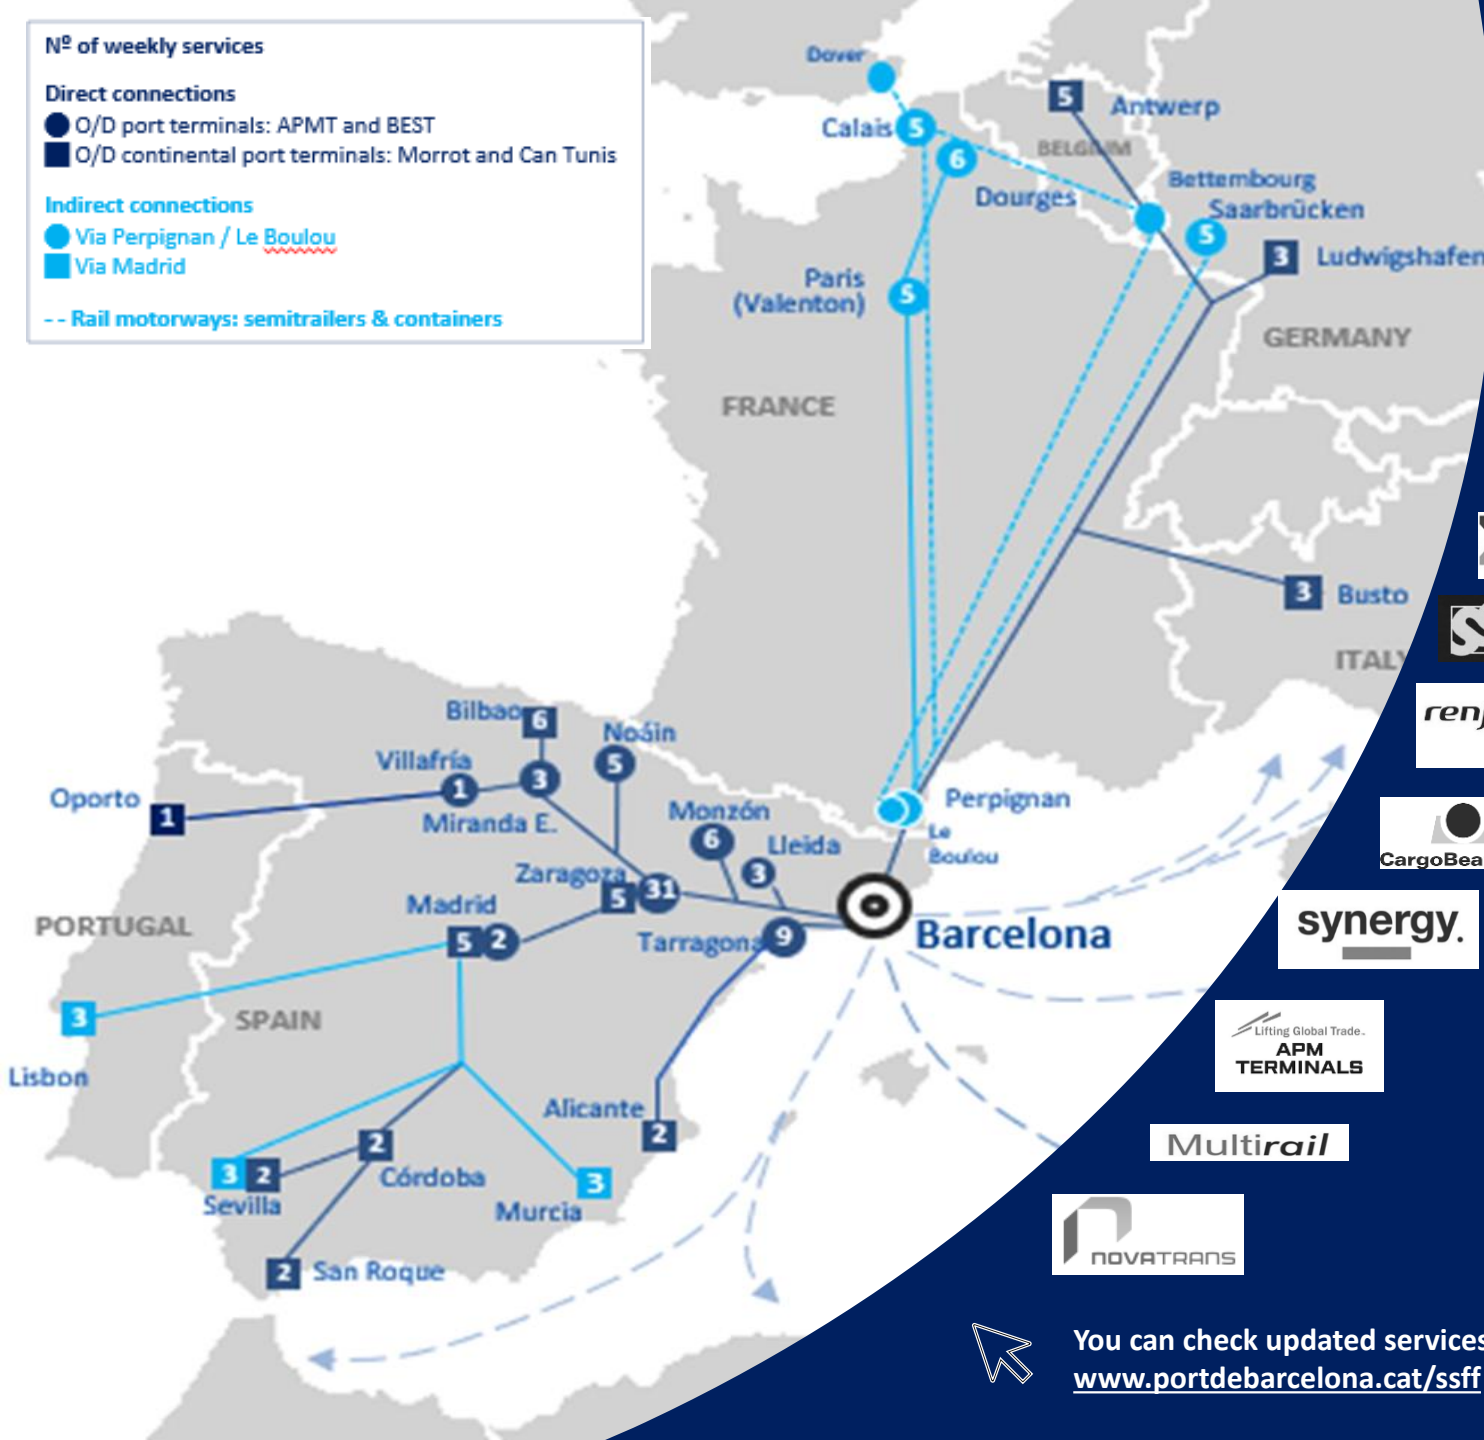 Nº of weekly services
Direct connections
O/D port terminals: APMT and BEST
O/D continental port terminals: Morrot and Can Tunis
Indirect connections
Via Perpignan / Le Boulou
Via Madrid
-- Rail motorways: semitrailers & containers
Dover
5
Antwerp
Calais 5
BELGIUM
6
Dourges
Bettembourg
Saarbrücken
5
3 Ludwigshafen
Paris
(Valenton)
5
GERMANY
FRANCE
3 Busto
ITALY
Bilbao 6
Noáin
5
Villafría
1
3
Miranda E.
Oporto
1
Perpignan
Le
Boulou
Monzón
6
Lleida
3
Zaragoza
5 31
Madrid
5 2
Tarragona 9
Barcelona
PORTUGAL
SPAIN
3
Lisbon
Alicante
2
2
Córdoba
3 2
Sevilla
3
Murcia
2 San Roque
synergy.
Lifting Global Trade.
APM
TERMINALS
Multirail
NOVATRANS
You can check updated services
www.portdebarcelona.cat/ssff